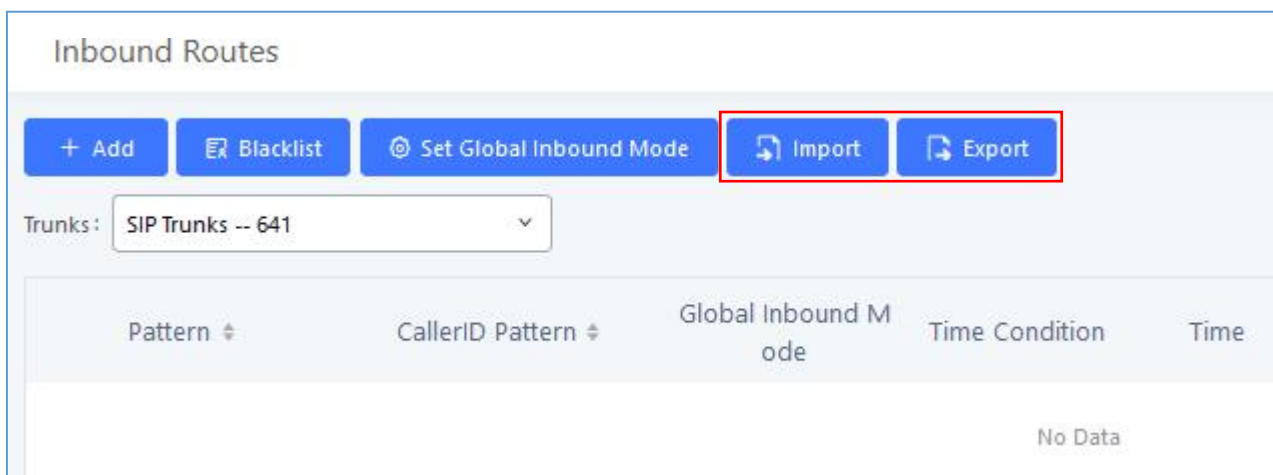 Inbound Routes
+ Add Blacklist Set Global Inbound Mode Import Export
Trunks: SIP Trunks -- 641
Pattern CallerID Pattern Global Inbound M Time Condition Time
ode
No Data